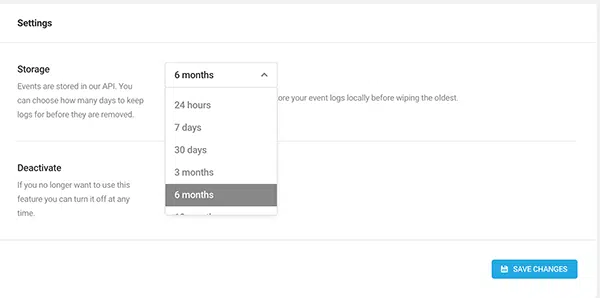 Settings
Storage
Events are stored in our API. You
can choose how many days to keep
logs for before they are removed.
6 months
your event logs locally before wiping the oldest.
24 hours
7 days
30 days
3 months
6 months
Deactivate
If you no longer want to use this
feature you can turn it off at any
time.
SAVE CHANGES